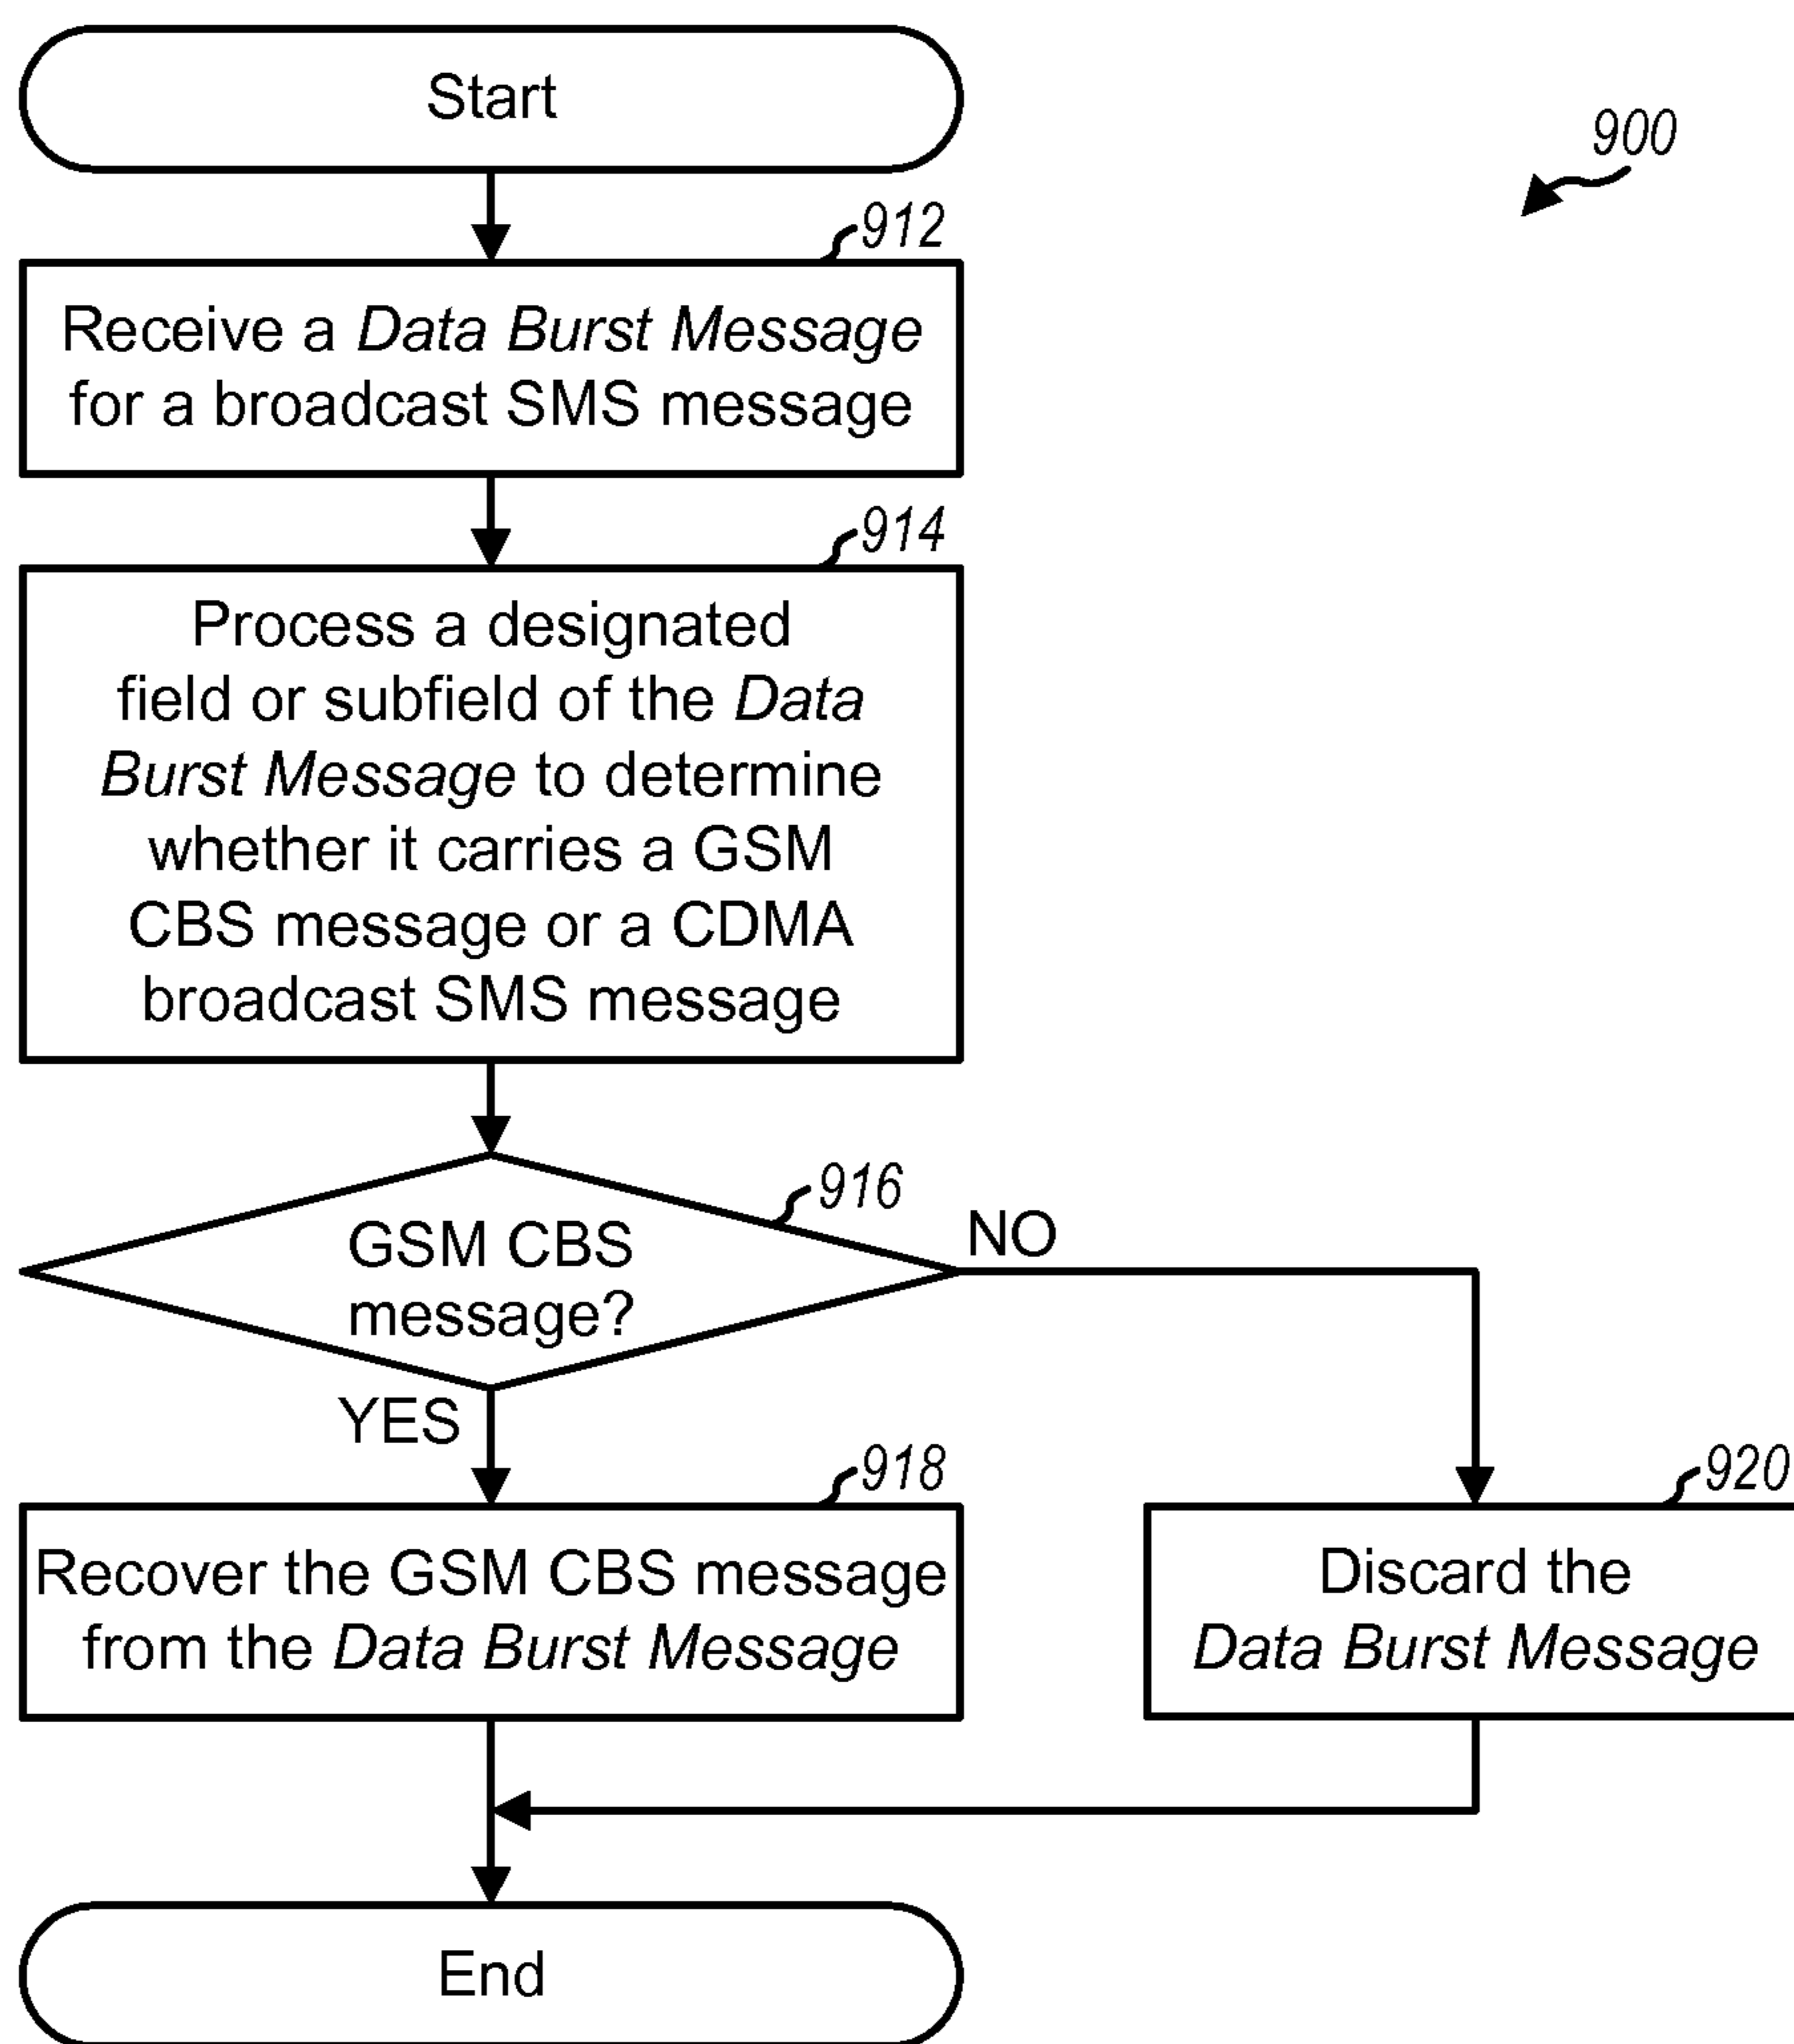 Start
900
912
Receive a Data Burst Message
for a broadcast SMS message
914
Process a designated
field or subfield of the Data
Burst Message to determine
whether it carries a GSM
CBS message or a CDMA
broadcast SMS message
916
GSM CBS
message?
NO
YES
918
Recover the GSM CBS message
from the Data Burst Message
920
Discard the
Data Burst Message
End